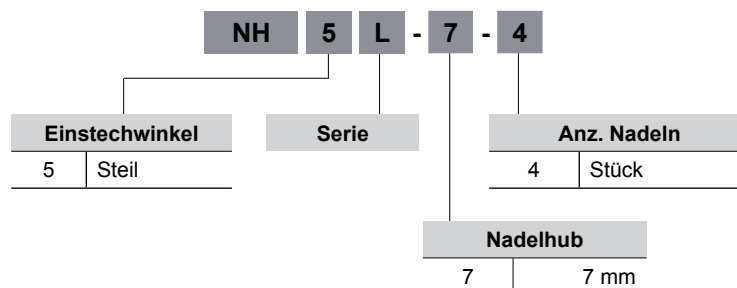 NH 5 L - 7 - 4
Einstechwinkel
5 Steil
Serie
Anz. Nadeln
4 Stück
Nadelhub
7 7 mm